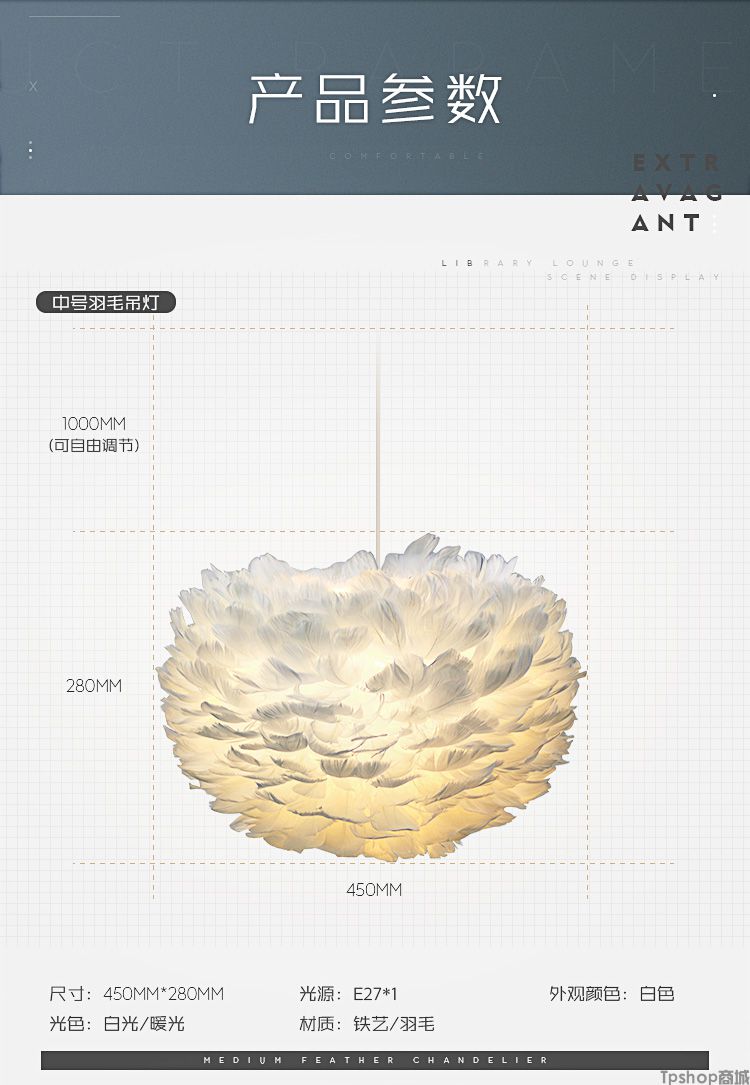 ICT PARAME
X
产品参数
COMFORTABLE
EXTR
AVAG
ANT
LIBRARY LOUNGE
SCENE DISPLAY
中号羽毛吊灯
1000MM
(可自由调节)
280MM
450MM
尺寸：450MM*280MM 光源：E27*1 外观颜色：白色
光色：白光/暖光 材质：铁艺/羽毛
MEDIUM FEATHER CHANDELIER
Tpshop商城